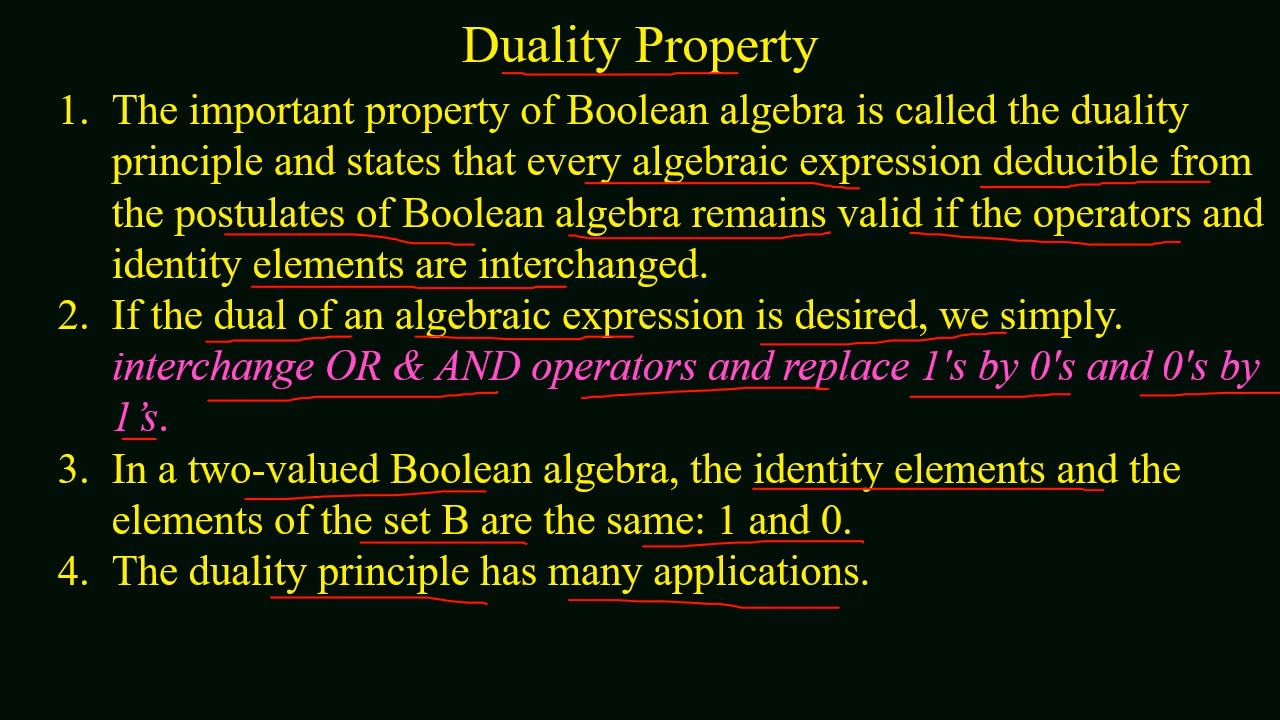 Duality Property
1. The important property of Boolean algebra is called the duality
principle and states that every algebraic expression deducible from
the postulates of Boolean algebra remains valid if the operators and
identity elements are interchanged.
2. If the dual of an algebraic expression is desired, we simply.
interchange OR & AND operators and replace 1's by 0's and 0's by
1’s.
3. In a two-valued Boolean algebra, the identity elements and the
elements of the set B are the same: 1 and 0.
4. The duality principle has many applications.